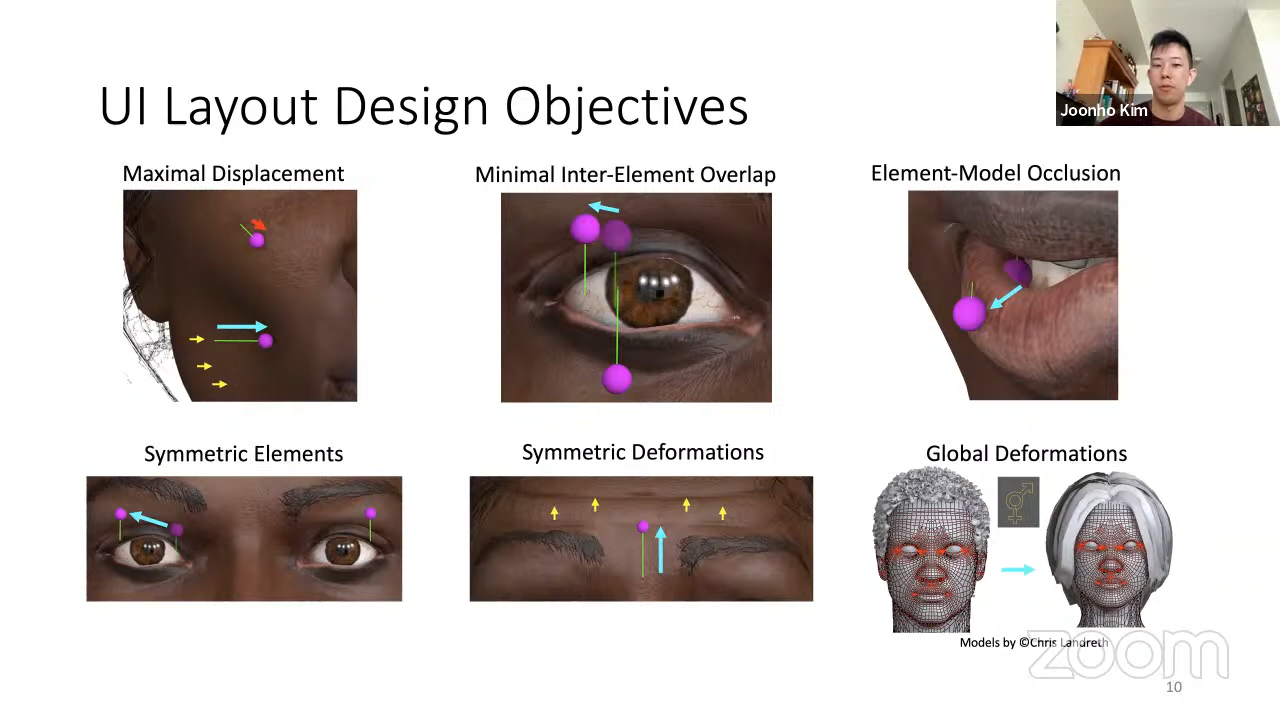 Joonho Kim
UI Layout Design Objectives
Maximal Displacement
Minimal Inter-Element Overlap
Element-Model Occlusion
Symmetric Elements
Symmetric Deformations
Global Deformations
Models by ©Chris Landreth
zoom
10